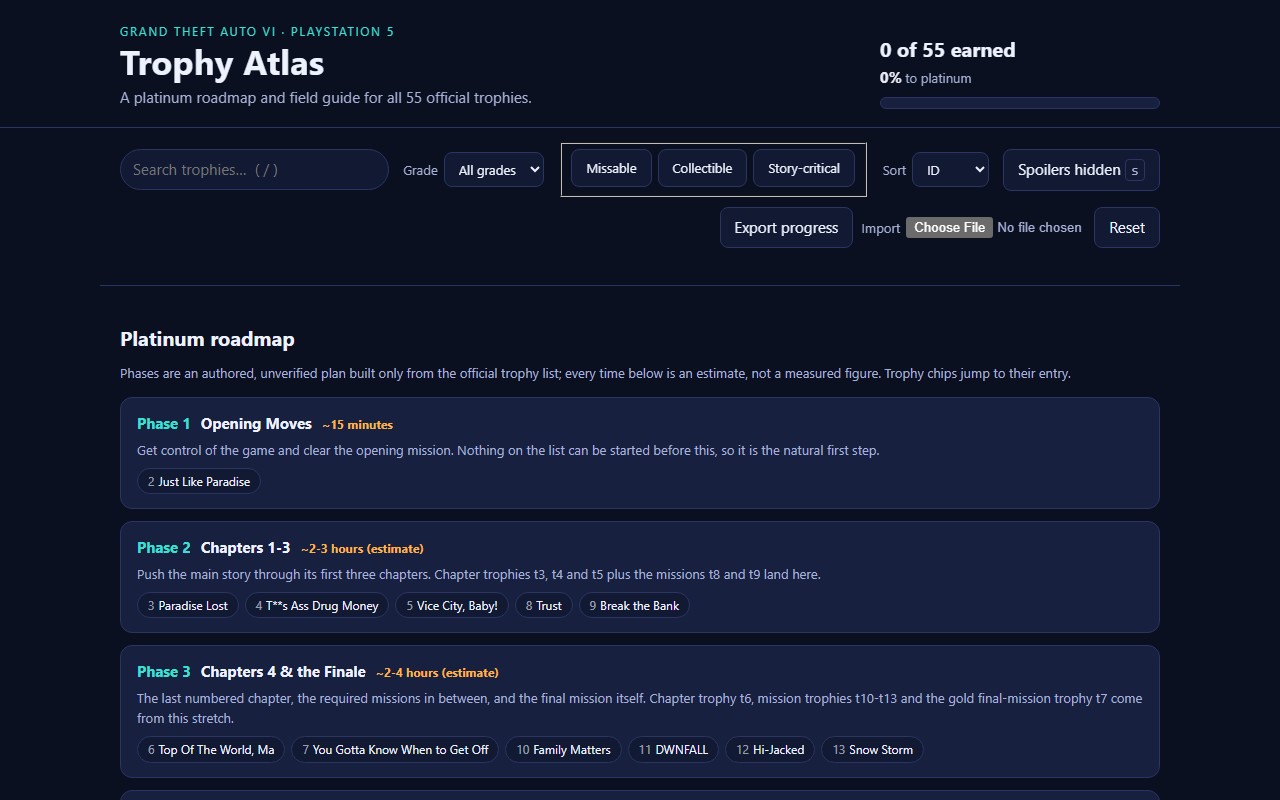 GRAND THEFT AUTO VI · PLAYSTATION 5
Trophy Atlas
A platinum roadmap and field guide for all 55 official trophies.
0 of 55 earned
0% to platinum
Search trophies... ( / )
Grade
All grades
Missable
Collectible
Story-critical
Sort
ID
Spoilers hidden s
Export progress
Import
Choose File
No file chosen
Reset
Platinum roadmap
Phases are an authored, unverified plan built only from the official trophy list; every time below is an estimate, not a measured figure. Trophy chips jump to their entry.
Phase 1 Opening Moves ~15 minutes
Get control of the game and clear the opening mission. Nothing on the list can be started before this, so it is the natural first step.
2 Just Like Paradise
Phase 2 Chapters 1-3 ~2-3 hours (estimate)
Push the main story through its first three chapters. Chapter trophies t3, t4 and t5 plus the missions t8 and t9 land here.
3 Paradise Lost
4 T**s Ass Drug Money
5 Vice City, Baby!
8 Trust
9 Break the Bank
Phase 3 Chapters 4 & the Finale ~2-4 hours (estimate)
The last numbered chapter, the required missions in between, and the final mission itself. Chapter trophy t6, mission trophies t10-t13 and the gold final-mission trophy t7 come
from this stretch.
6 Top Of The World, Ma
7 You Gotta Know When to Get Off
10 Family Matters
11 DWNFALL
12 Hi-Jacked
13 Snow Storm